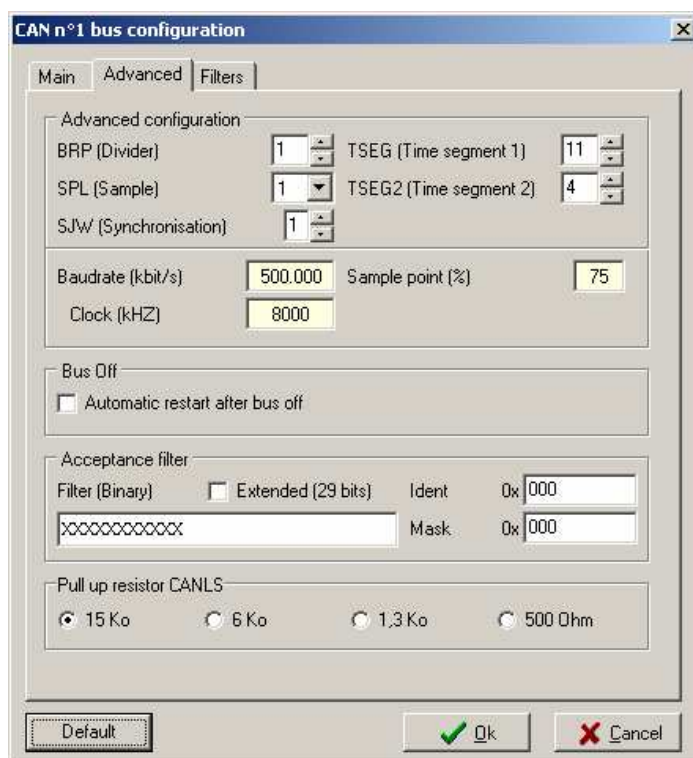 CAN n°1 bus configuration
Main Advanced Filters
Advanced configuration
BRP (Divider) 1 TSEG (Time segment 1) 11
SPL (Sample) 1 TSEG2 (Time segment 2) 4
SJW (Synchronisation) 1
Baudrate (kbit/s) 500.000 Sample point (%) 75
Clock (kHZ) 8000
Bus Off
Automatic restart after bus off
Acceptance filter
Filter (Binary) Extended (29 bits) Ident 0x 000
XXXXXXXXXXX Mask 0x 000
Pull up resistor CANLS
15 Ko 6 Ko 1,3 Ko 500 Ohm
Default Ok Cancel